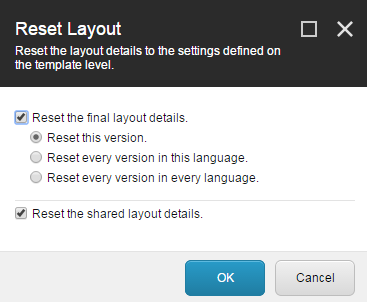 Reset Layout
Reset the layout details to the settings defined on
the template level.
Reset the final layout details.
Reset this version.
Reset every version in this language.
Reset every version in every language.
Reset the shared layout details.
OK
Cancel